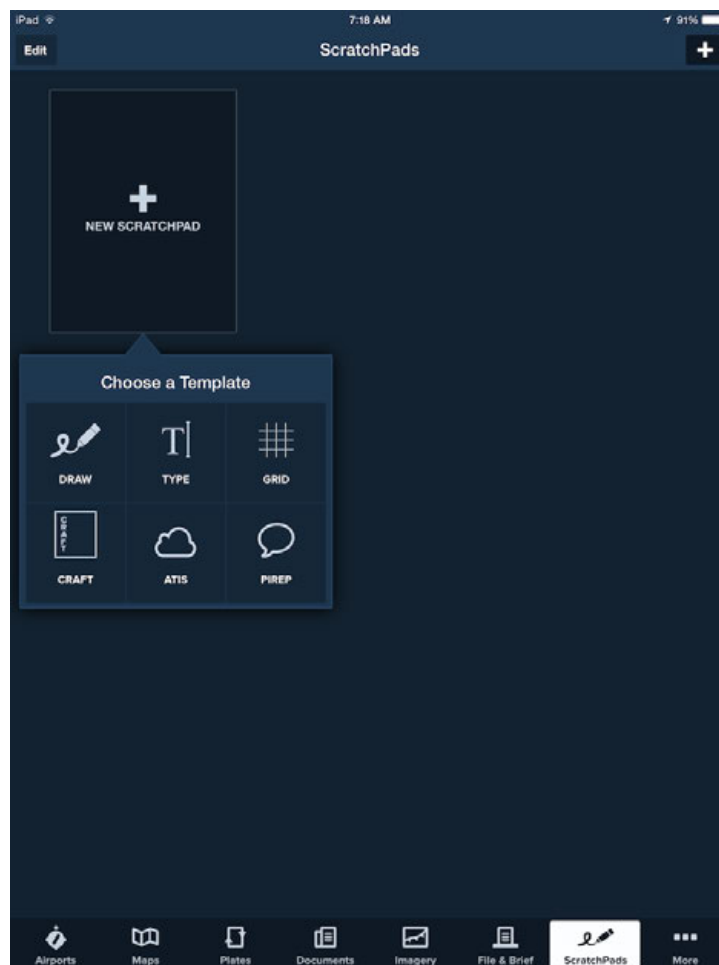 iPad 7:18 AM 91%
Edit ScratchPads
NEW SCRATCHPAD
Choose a Template
DRAW TYPE GRID
CRAFT
CRAFT ATIS PIREP
Airports Maps Plates Documents Imagery File & Brief ScratchPads More